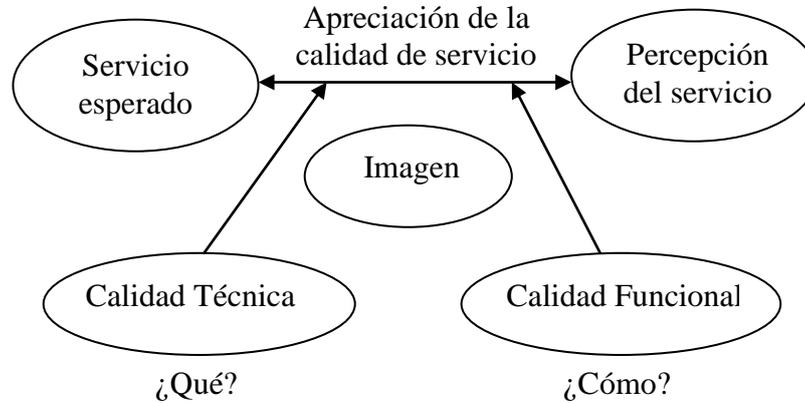 Apreciación de la
calidad de servicio
Servicio
esperado
Percepción
del servicio
Imagen
Calidad Técnica
Calidad Funcional
¿Qué?
¿Cómo?